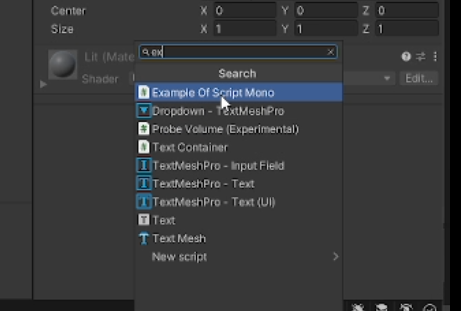 Center X 0 Y 0 Z 0
Size X 1 Y 1 Z 1
ex
Lit (Mate
Search
Shader
Edit...
Example Of Script Mono
Dropdown - TextMeshPro
Probe Volume (Experimental)
Text Container
TextMeshPro - Input Field
TextMeshPro - Text
TextMeshPro - Text (UI)
Text
Text Mesh
New script